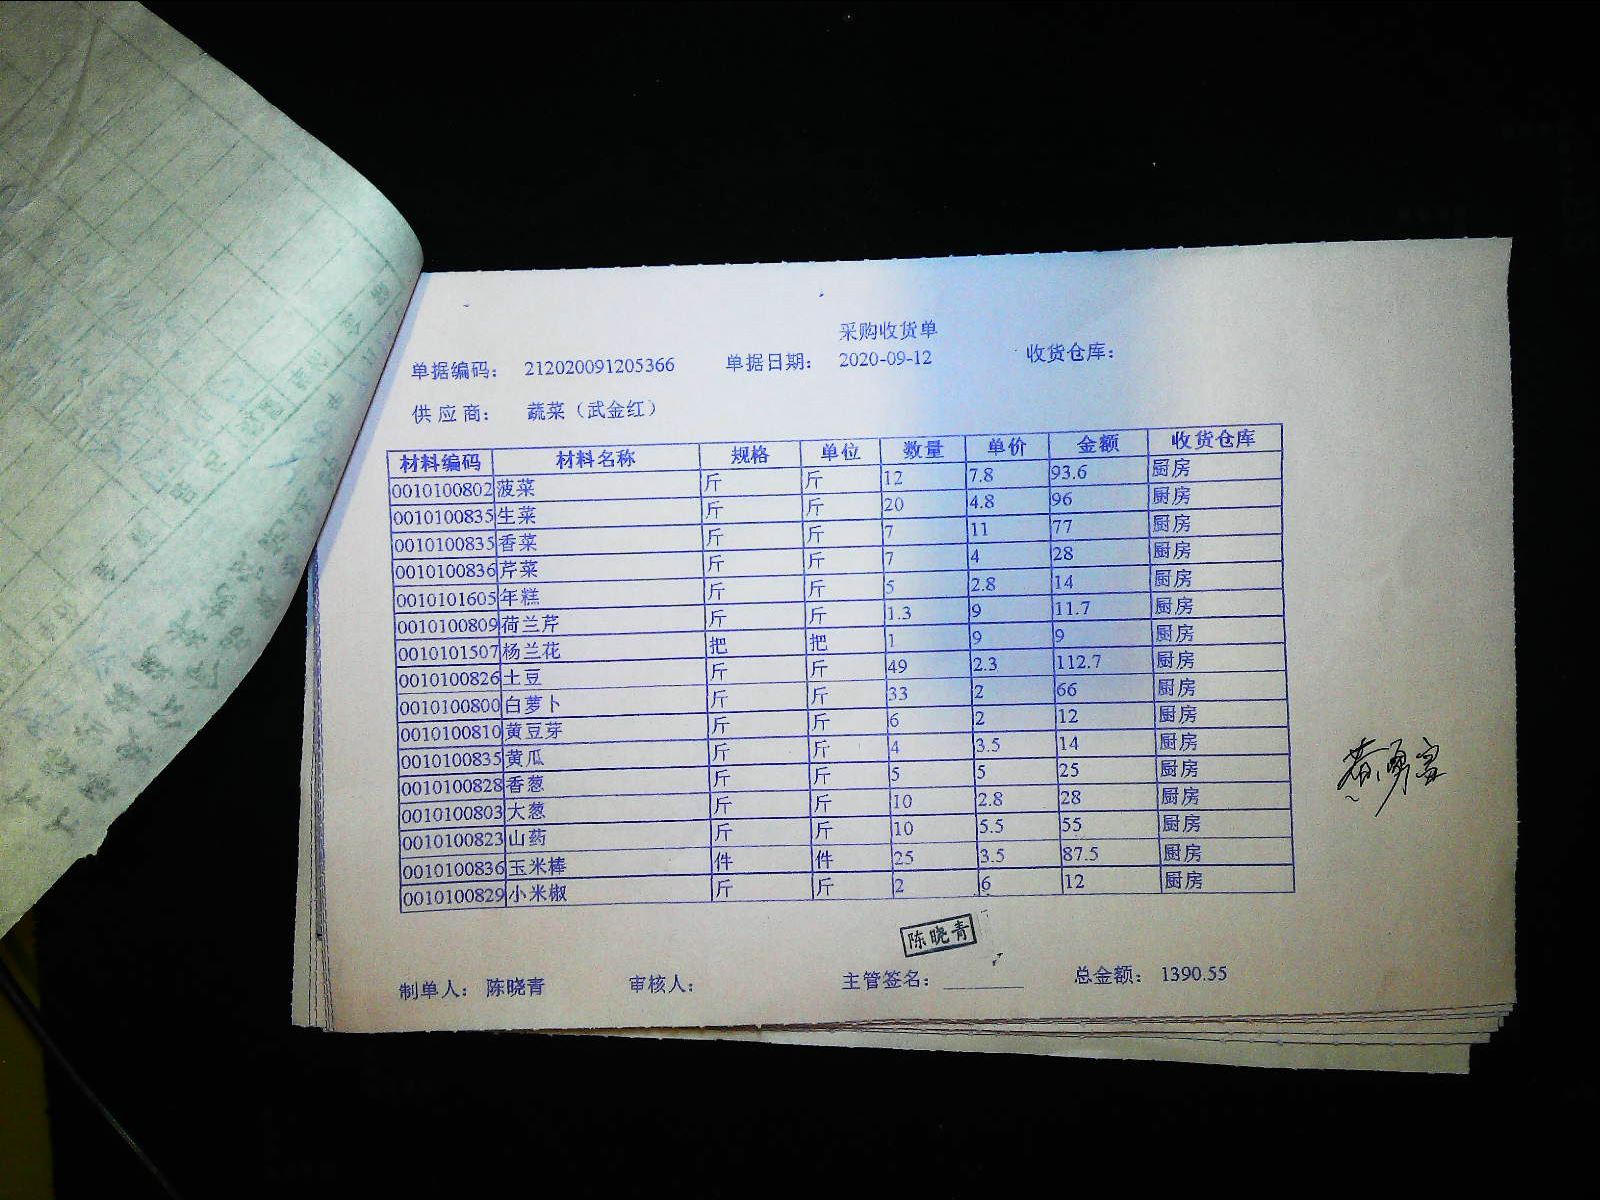 采购收货单
单据编码： 212020091205366 单据日期： 2020-09-12 收货仓库：
供应商： 蔬菜（武金红）
材料编码 材料名称 规格 单位 数量 单价 金额 收货仓库
0010100802 菠菜 斤 斤 12 7.8 93.6 厨房
0010100835 生菜 斤 斤 20 4.8 96 厨房
0010100835 香菜 斤 斤 7 11 77 厨房
0010100836 芹菜 斤 斤 7 4 28 厨房
0010101605 年糕 斤 斤 5 2.8 14 厨房
0010100809 荷兰芹 斤 斤 1.3 9 11.7 厨房
0010101507 杨兰花 把 把 1 9 9 厨房
0010100826 土豆 斤 斤 49 2.3 112.7 厨房
0010100800 白萝卜 斤 斤 33 2 66 厨房
0010100810 黄豆芽 斤 斤 6 2 12 厨房
0010100835 黄瓜 斤 斤 4 3.5 14 厨房
0010100828 香葱 斤 斤 5 5 25 厨房
0010100803 大葱 斤 斤 10 2.8 28 厨房
0010100823 山药 斤 斤 10 5.5 55 厨房
0010100836 玉米棒 件 件 25 3.5 87.5 厨房
0010100829 小米椒 斤 斤 2 6 12 厨房
陈晓青
制单人： 陈晓青 审核人： 主管签名： 总金额： 1390.55